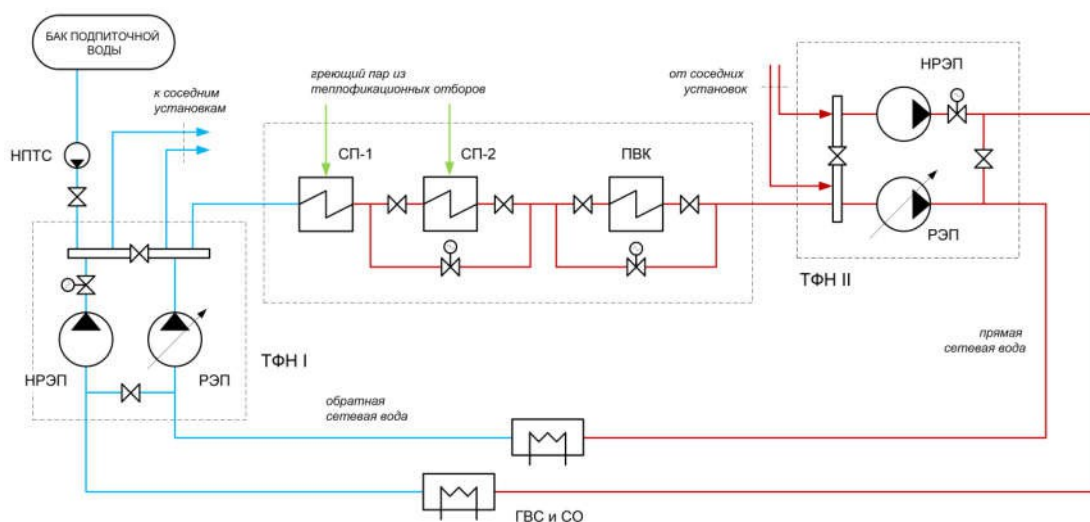 БАК ПОДПИТОЧНОЙ
ВОДЫ
к соседним
установкам
НПТС
греющий пар из
теплофикационных отборов
СП-1
СП-2
ПВК
от соседних
установок
НРЭП
РЭП
ТФН II
НРЭП
РЭП
ТФН I
обратная
сетевая вода
прямая
сетевая вода
ГВС и СО